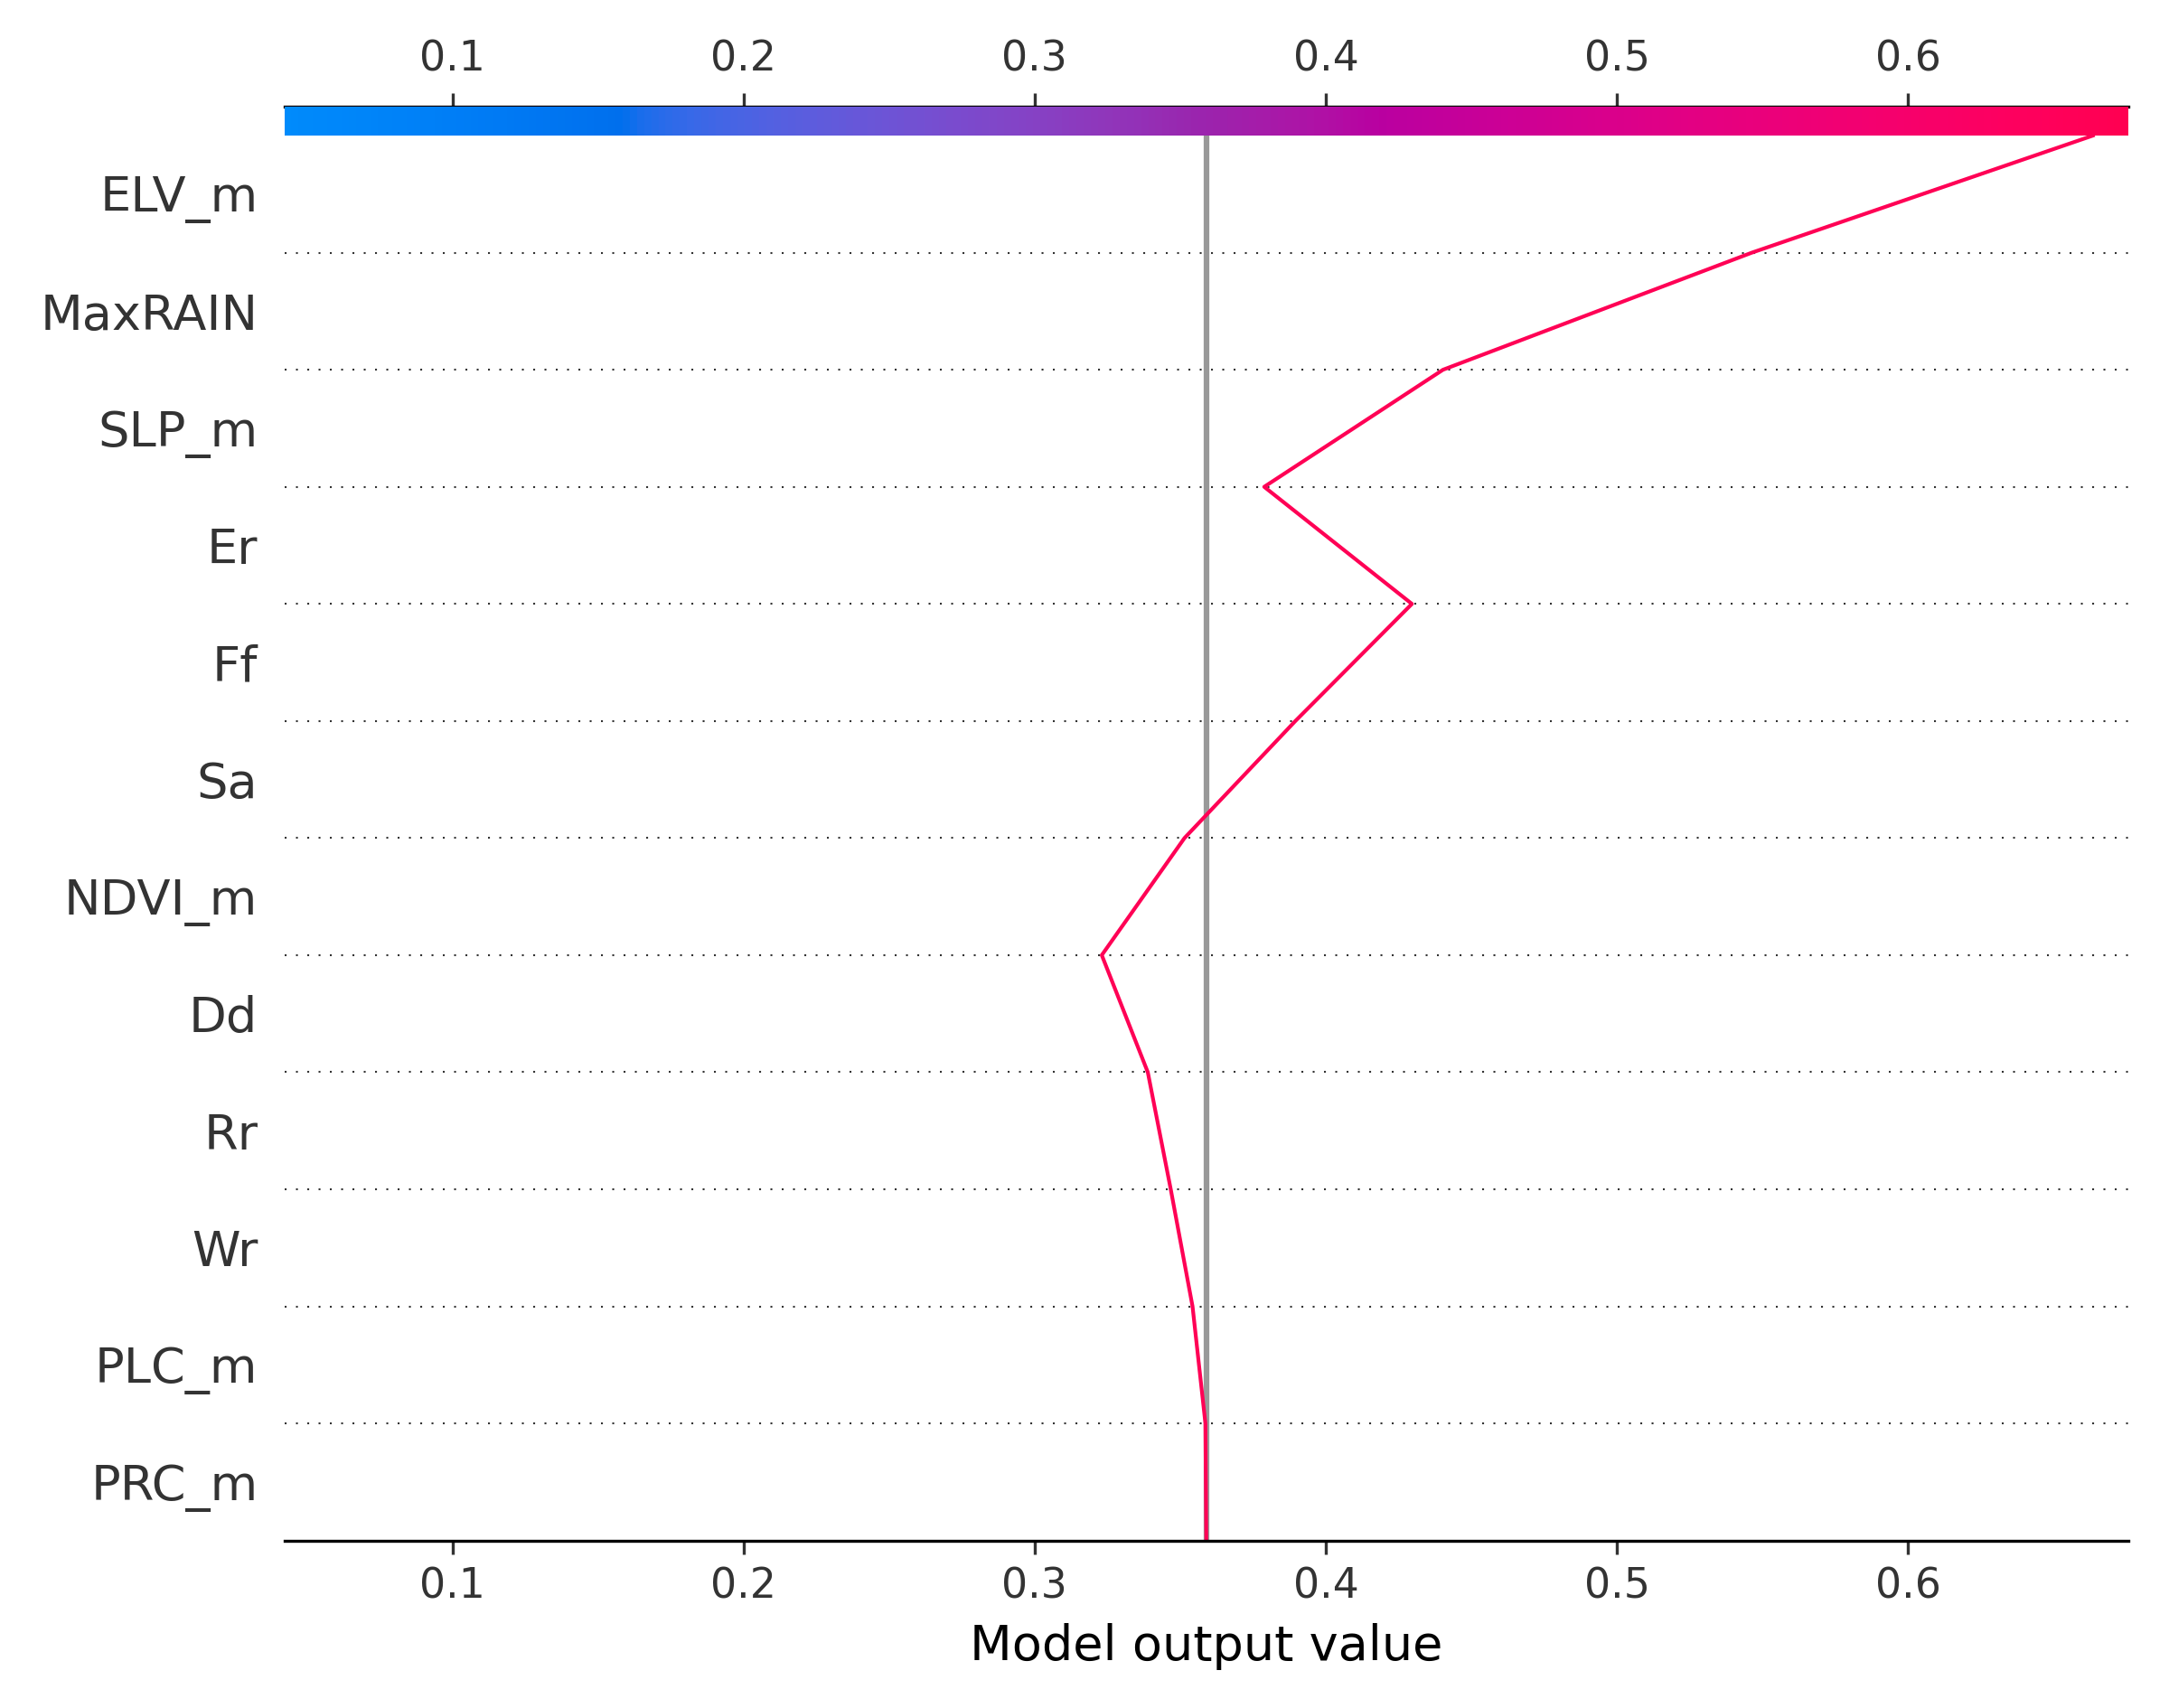 0.1 0.2 0.3 0.4 0.5 0.6
ELV_m
MaxRAIN
SLP_m
Er
Ff
Sa
NDVI_m
Dd
Rr
Wr
PLC_m
PRC_m
0.1 0.2 0.3 0.4 0.5 0.6
Model output value